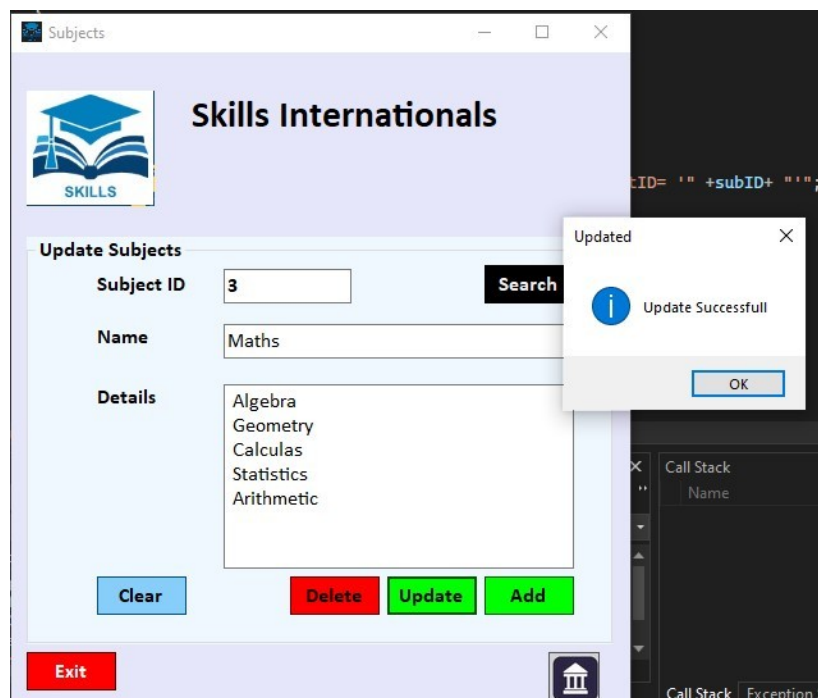 Subjects
Skills Internationals
SKILLS
tID= '" +subID+ "'";
Updated
Update Subjects
Subject ID
3
Search
Update Successfull
OK
Name
Maths
Details
Algebra
Geometry
Calculas
Statistics
Arithmetic
Call Stack
Name
Clear
Delete
Update
Add
Exit
Call Stack
Exception